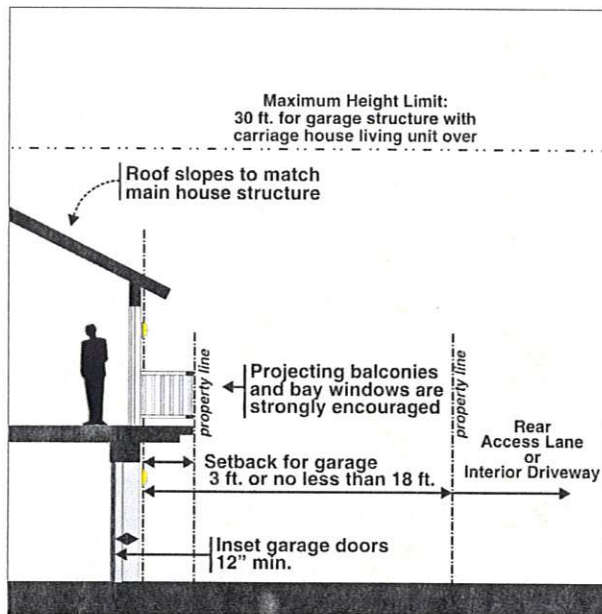 Maximum Height Limit:
30 ft. for garage structure with
carriage house living unit over
Roof slopes to match
main house structure
property line
Projecting balconies
and bay windows are
strongly encouraged
property line
Rear
Access Lane
or
Interior Driveway
Setback for garage
3 ft. or no less than 18 ft.
Inset garage doors
12" min.